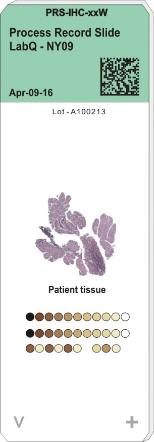 PRS-IHC-xxW
Process Record Slide
LabQ - NY09
Apr-09-16
Lot - A100213
Patient tissue
V +